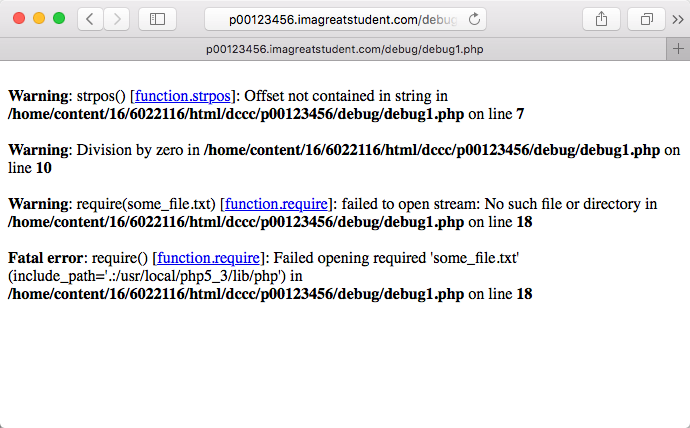 p00123456.imagreatstudent.com/debug
p00123456.imagreatstudent.com/debug/debug1.php
Warning: strpos() [function.strpos]: Offset not contained in string in
/home/content/16/6022116/html/dccc/p00123456/debug/debug1.php on line 7
Warning: Division by zero in /home/content/16/6022116/html/dccc/p00123456/debug/debug1.php on
line 10
Warning: require(some_file.txt) [function.require]: failed to open stream: No such file or directory in
/home/content/16/6022116/html/dccc/p00123456/debug/debug1.php on line 18
Fatal error: require() [function.require]: Failed opening required 'some_file.txt'
(include_path='.:/usr/local/php5_3/lib/php') in
/home/content/16/6022116/html/dccc/p00123456/debug/debug1.php on line 18